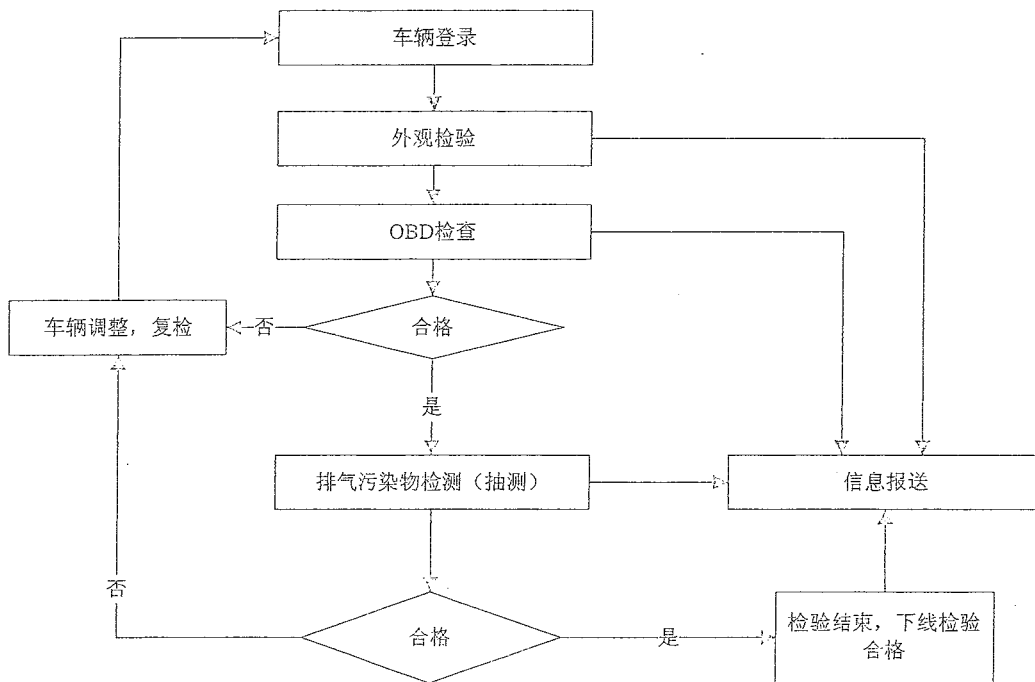 车辆登录
外观检验
OBD检查
合格
否
车辆调整，复检
是
排气污染物检测（抽测）
信息报送
否
合格
是
检验结束，下线检验
合格